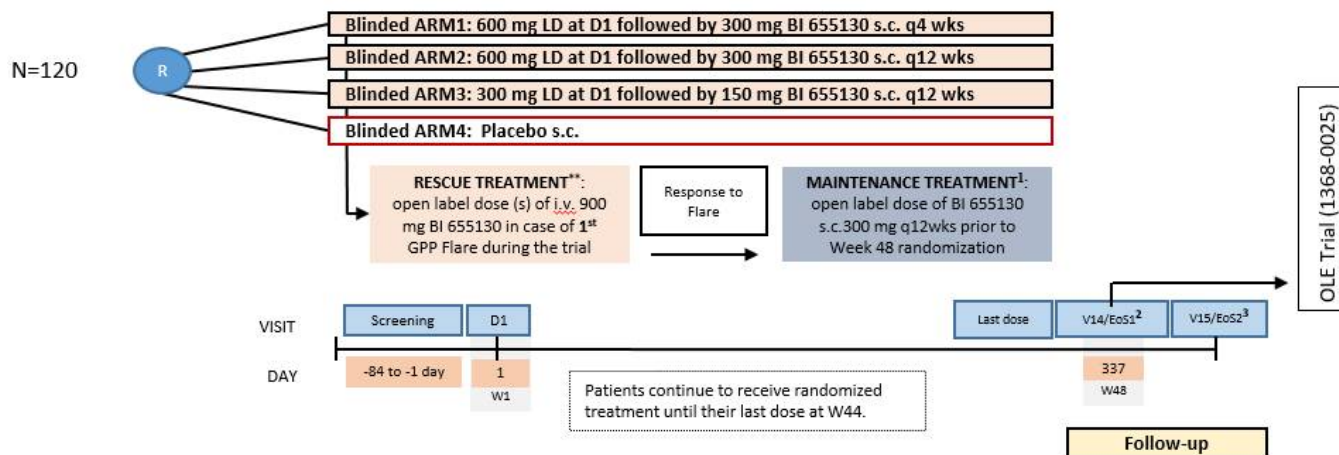 N=120
R
Blinded ARM1: 600 mg LD at D1 followed by 300 mg BI 655130 s.c. q4 wks
Blinded ARM2: 600 mg LD at D1 followed by 300 mg BI 655130 s.c. q12 wks
Blinded ARM3: 300 mg LD at D1 followed by 150 mg BI 655130 s.c. q12 wks
Blinded ARM4: Placebo s.c.
RESCUE TREATMENT**:
open label dose (s) of i.v. 900
mg BI 655130 in case of 1st
GPP Flare during the trial
Response to
Flare
MAINTENANCE TREATMENT1:
open label dose of BI 655130
s.c.300 mg q12wks prior to
Week 48 randomization
OLE Trial (1368-0025)
VISIT
Screening
D1
Last dose
V14/EoS12
V15/EoS23
DAY
-84 to -1 day
1
W1
Patients continue to receive randomized
treatment until their last dose at W44.
337
W48
Follow-up